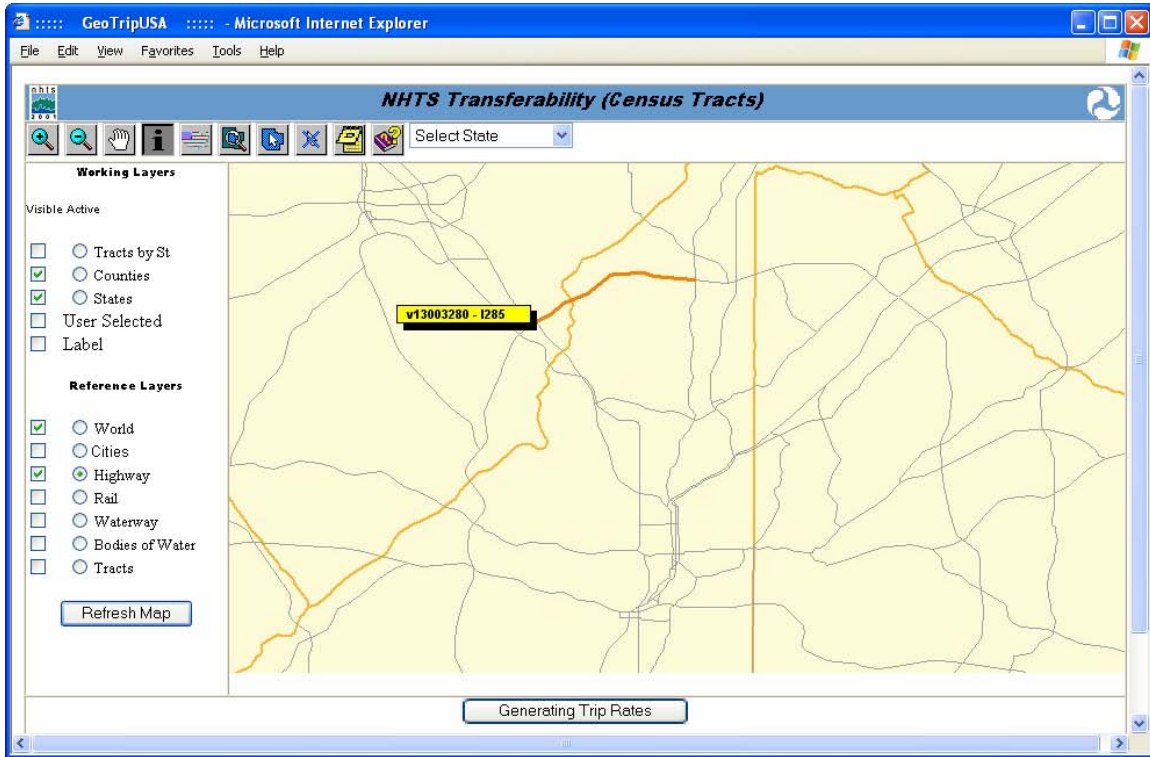 ::::: GeoTripUSA ::::: - Microsoft Internet Explorer
File Edit View Favorites Tools Help
nhts
2001
NHTS Transferability (Census Tracts)
Select State
Working Layers
Visible Active
Tracts by St
Counties
States
User Selected
Label
Reference Layers
World
Cities
Highway
Rail
Waterway
Bodies of Water
Tracts
Refresh Map
v13003280 - I285
Generating Trip Rates